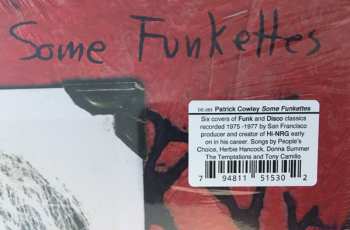 Some Funkettes
DE-283 Patrick Cowley Some Funkettes
Six covers of Funk and Disco classics
recorded 1975 -1977 by San Francisco
producer and creator of Hi-NRG early
on in his career. Songs by People's
Choice, Herbie Hancock, Donna Summer
The Temptations and Tony Camillo
7 94811 51530 2